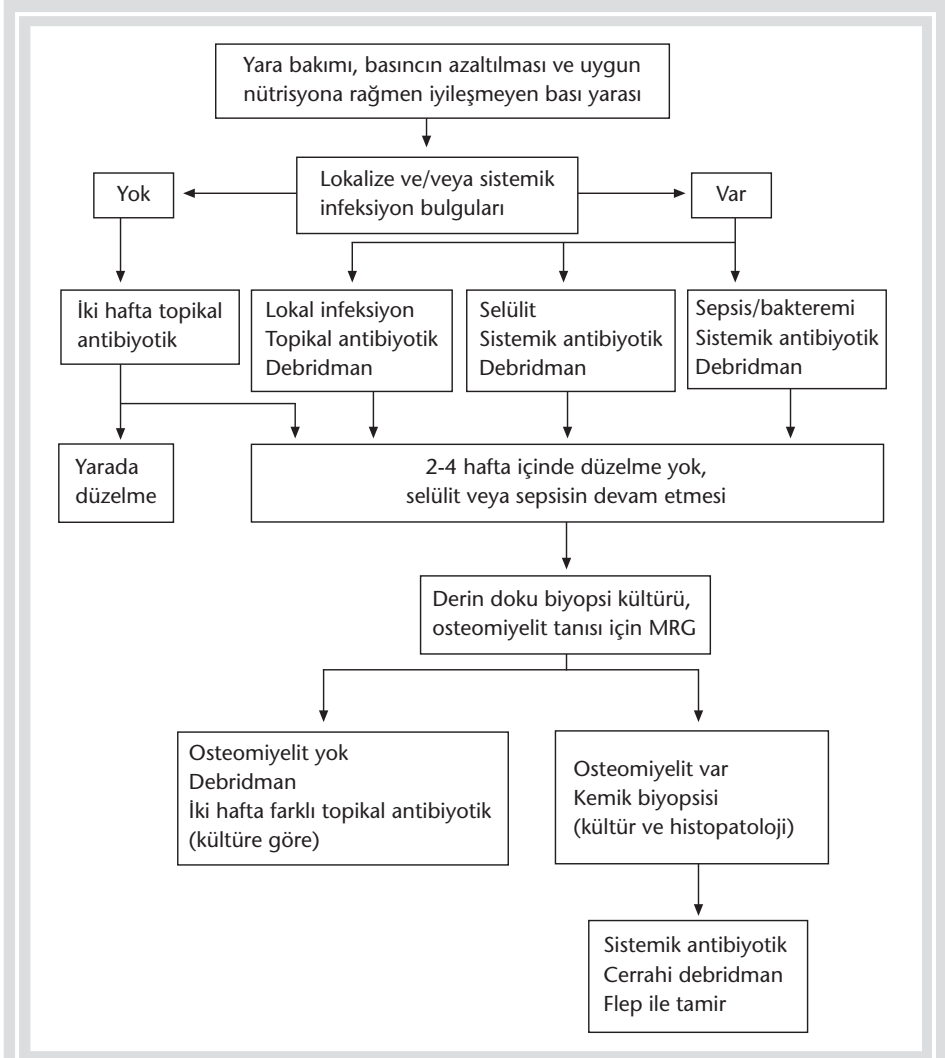 Yara bakımı, basıncın azaltılması ve uygun
nütrisyona rağmen iyileşmeyen bası yarası
Yok
Lokalize ve/veya sistemik
infeksiyon bulguları
Var
İki hafta topikal
antibiyotik
Lokal infeksiyon
Topikal antibiyotik
Debridman
Selülit
Sistemik antibiyotik
Debridman
Sepsis/bakteremi
Sistemik antibiyotik
Debridman
Yarada
düzelme
2-4 hafta içinde düzelme yok,
selülit veya sepsisin devam etmesi
Derin doku biyopsi kültürü,
osteomiyelit tanısı için MRG
Osteomiyelit yok
Debridman
İki hafta farklı topikal antibiyotik
(kültüre göre)
Osteomiyelit var
Kemik biyopsisi
(kültür ve histopatoloji)
Sistemik antibiyotik
Cerrahi debridman
Flep ile tamir